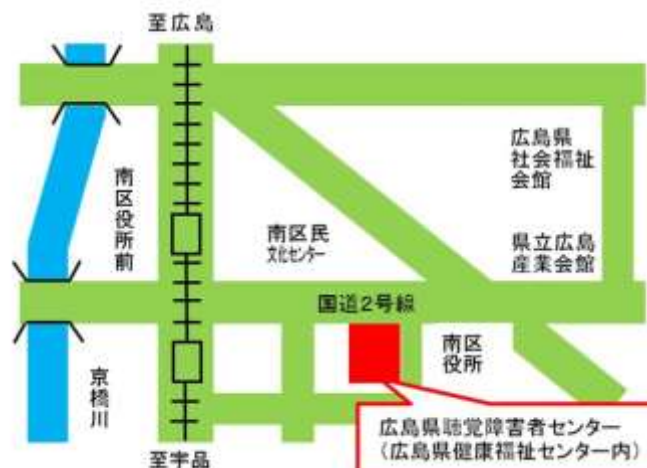 至広島
広島県
社会福祉
会館
南区役所前
南区民
文化センター
県立広島
産業会館
国道2号線
南区
役所
京橋川
広島県聴覚障害者センター
(広島県健康福祉センター内)
至宇品